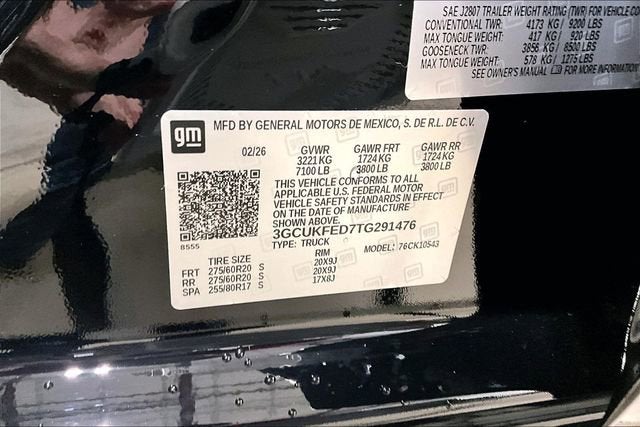 SAE J2807 TRAILER WEIGHT RATING (TWR) FOR VEHICLE CO
CONVENTIONAL TWR: 4173 KG / 9200 LBS
MAX TONGUE WEIGHT: 417 KG / 920 LBS
GOOSENECK TWR: 3856 KG / 8500 LBS
MAX TONGUE WEIGHT: 578 KG / 1275 LBS
SEE OWNER'S MANUAL FOR MORE INFORMATION
gm MFD BY GENERAL MOTORS DE MEXICO, S. DE R.L. DE C.V.
02/26 GVWR GAWR FRT GAWR RR
3221 KG 1724 KG 1724 KG
7100 LB 3800 LB 3800 LB
THIS VEHICLE CONFORMS TO ALL
APPLICABLE U.S. FEDERAL MOTOR
VEHICLE SAFETY STANDARDS IN EFFECT
ON THE DATE OF MANUFACTURE
SHOWN ABOVE.
3GCUKFED7TG291476
8555 TYPE: TRUCK MODEL: 76CK10543
TIRE SIZE RIM
FRT 275/60R20 S 20X9J
RR 275/60R20 S 20X9J
SPA 255/80R17 S 17X8J